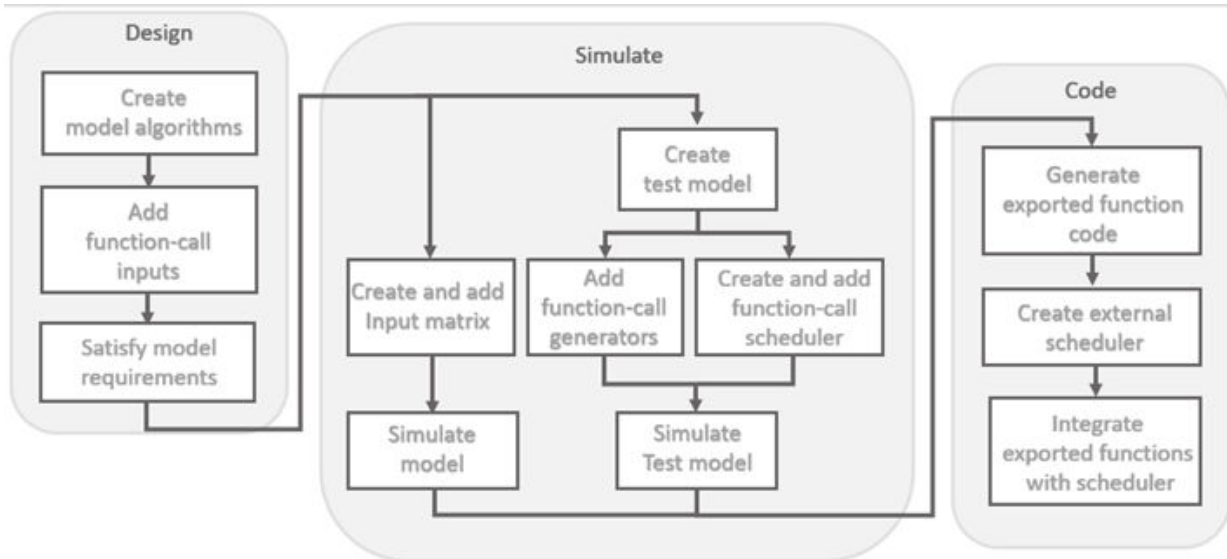 Design
Create
model algorithms
Add
function-call
inputs
Satisfy model
requirements
Simulate
Create
test model
Create and add
Input matrix
Add
function-call
generators
Create and add
function-call
scheduler
Simulate
model
Simulate
Test model
Code
Generate
exported function
code
Create external
scheduler
Integrate
exported functions
with scheduler